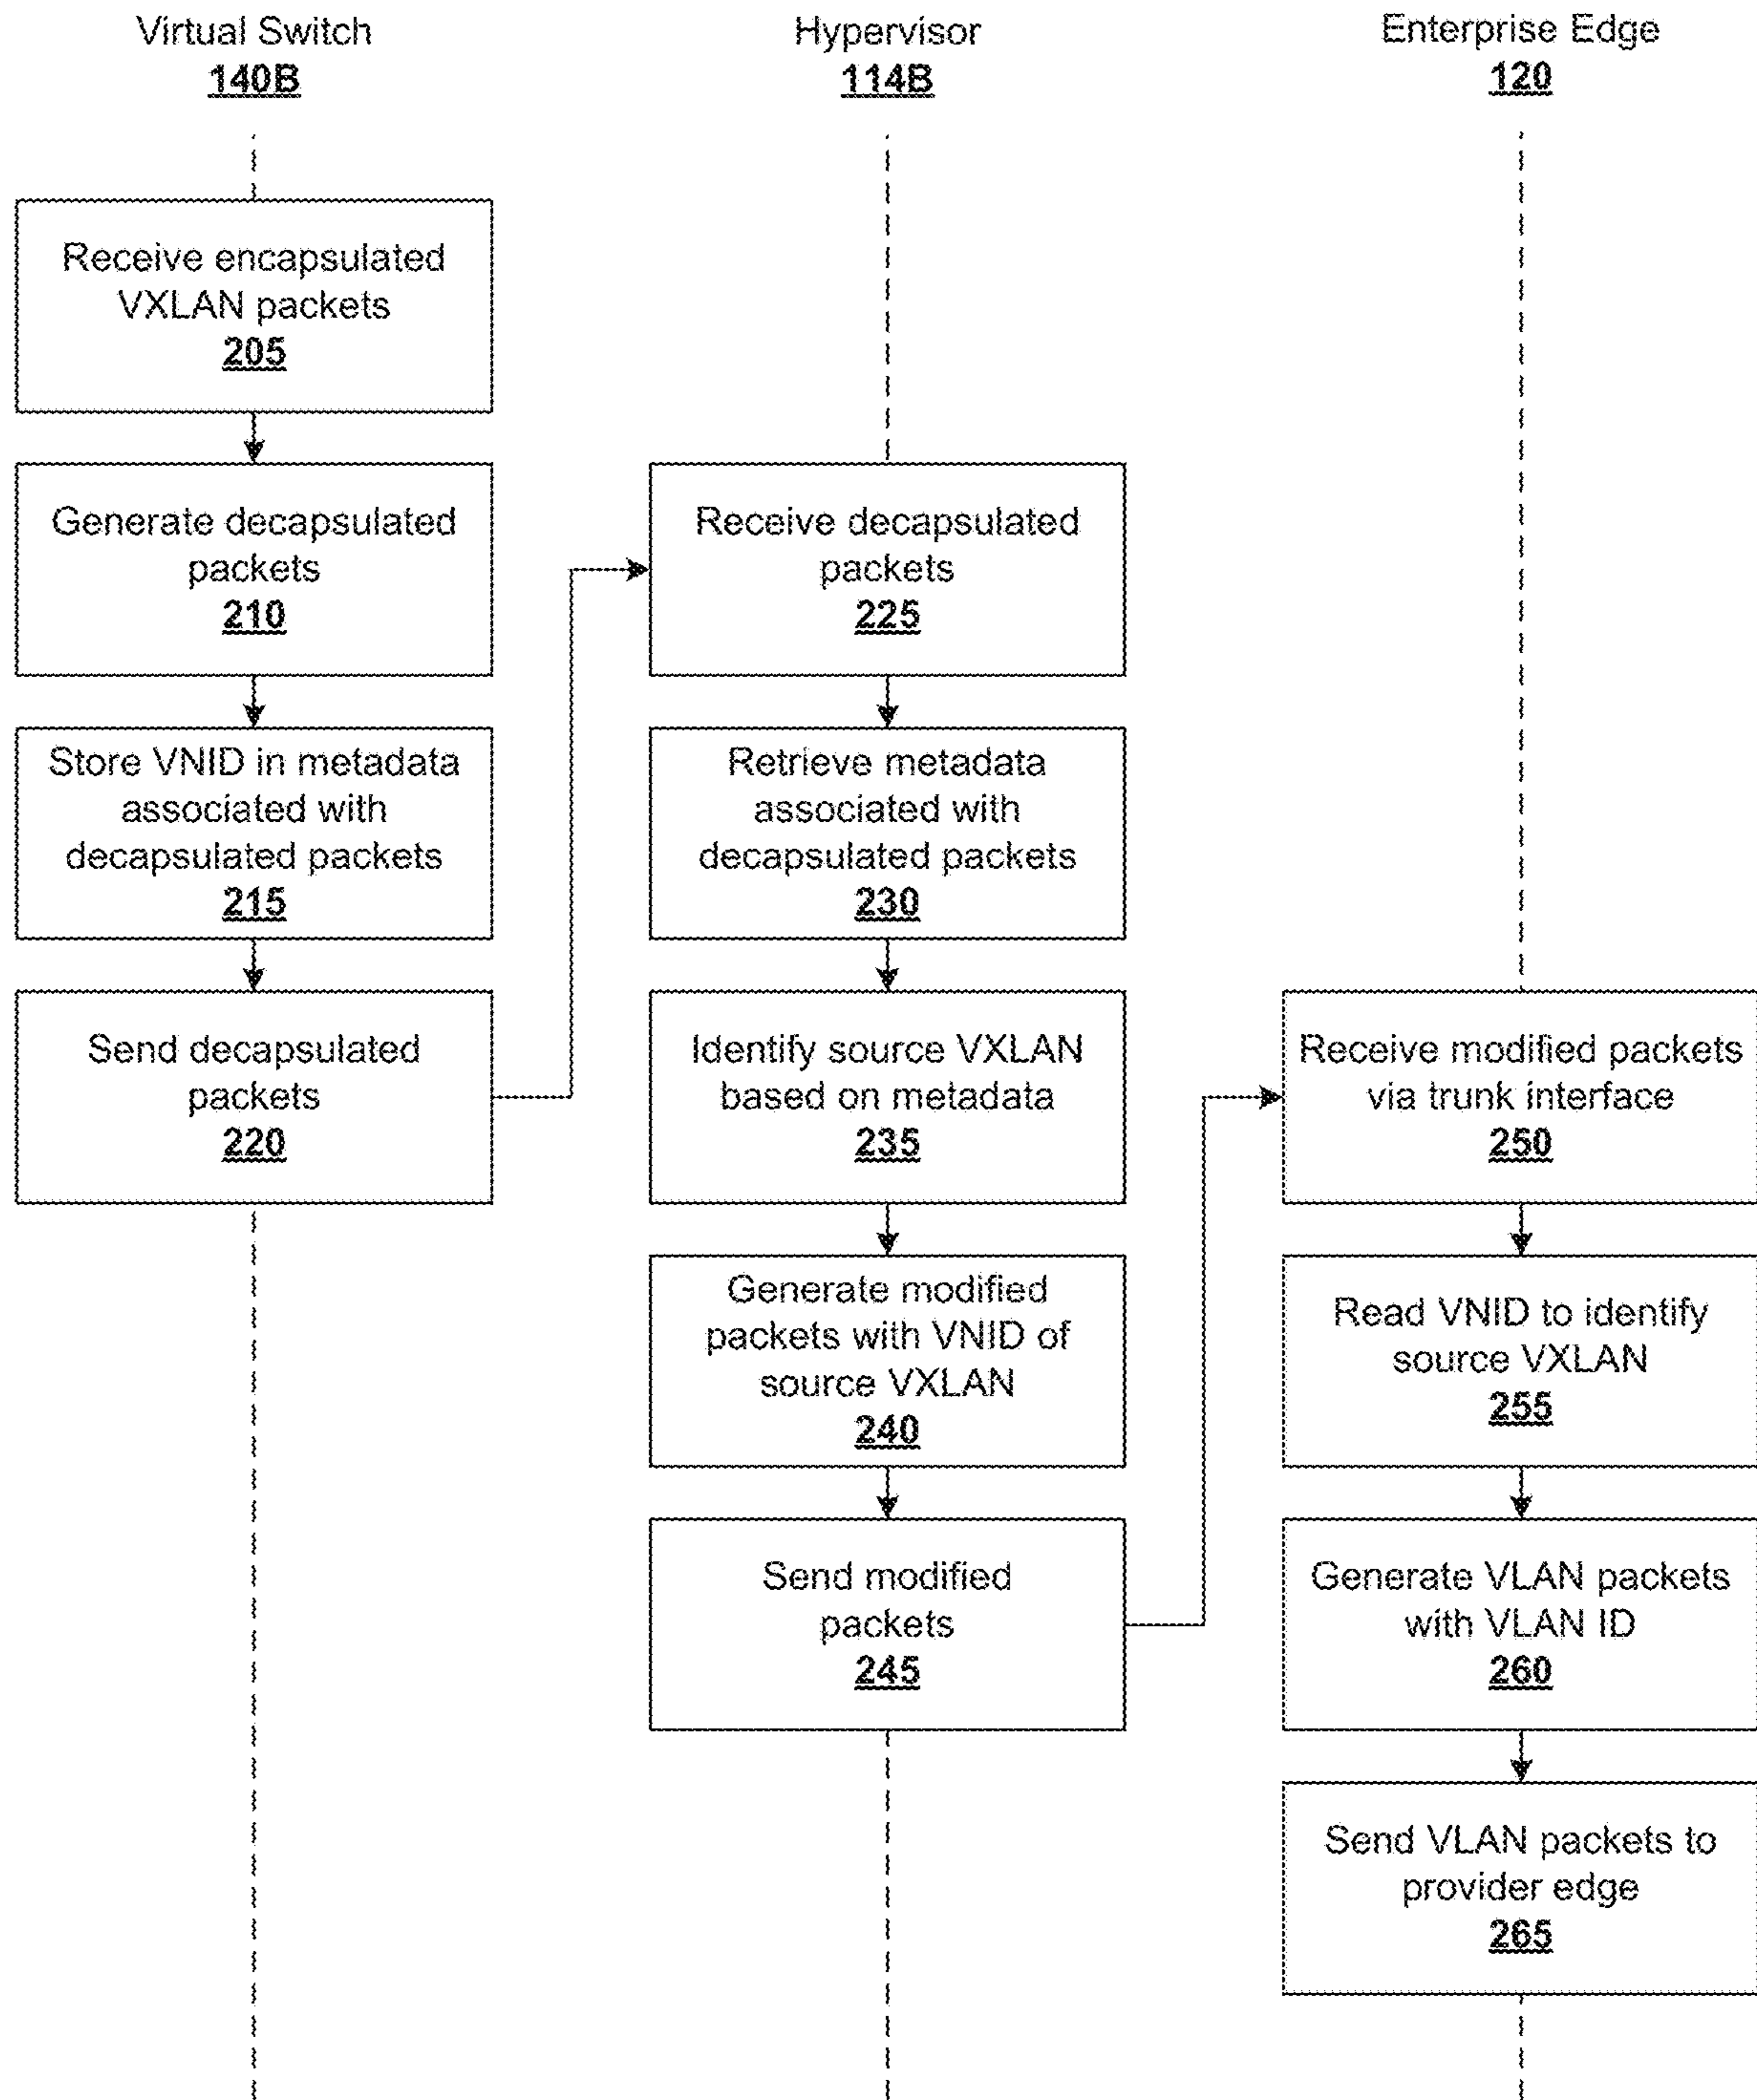 Virtual Switch
140B
Hypervisor
114B
Enterprise Edge
120
Receive encapsulated
VXLAN packets
205
Generate decapsulated
packets
210
Store VNID in metadata
associated with
decapsulated packets
215
Send decapsulated
packets
220
Receive decapsulated
packets
225
Retrieve metadata
associated with
decapsulated packets
230
Identify source VXLAN
based on metadata
235
Generate modified
packets with VNID of
source VXLAN
240
Send modified
packets
245
Receive modified packets
via trunk interface
250
Read VNID to identify
source VXLAN
255
Generate VLAN packets
with VLAN ID
260
Send VLAN packets to
provider edge
265